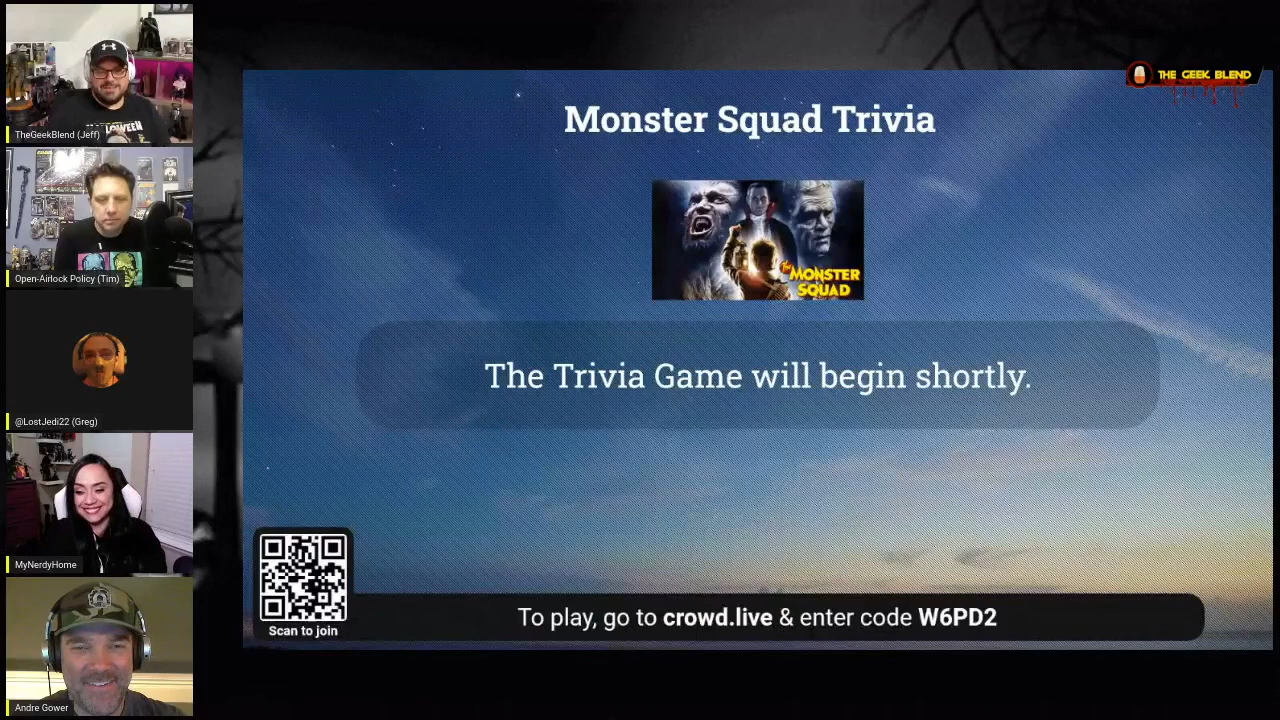 TheGeekBlend (Jeff)
Open-Airlock Policy (Tim)
@LostJedi22 (Greg)
MyNerdyHome
Andre Gower
THE GEEK BLEND
Monster Squad Trivia
The MONSTER
SQUAD
The Trivia Game will begin shortly.
Scan to join
To play, go to crowd.live & enter code W6PD2